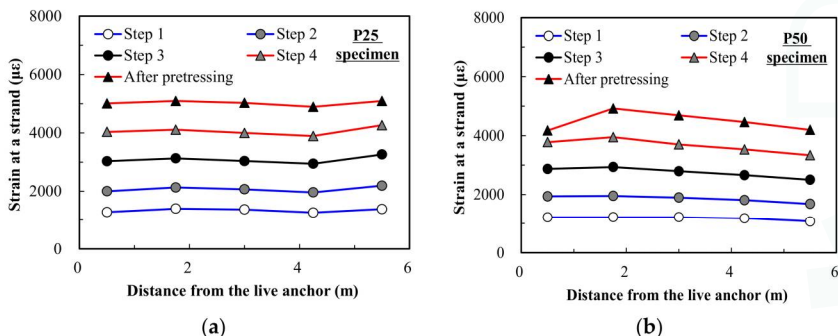 8000
6000
4000
2000
0
Strain at a strand (με)
Step 1
Step 2
Step 3
Step 4
After pretressing
P25
specimen
0
2
4
6
Distance from the live anchor (m)
(a)
8000
6000
4000
2000
0
Strain at a strand (με)
Step 1
Step 2
Step 3
Step 4
After pretressing
P50
specimen
0
2
4
6
Distance from the live anchor (m)
(b)